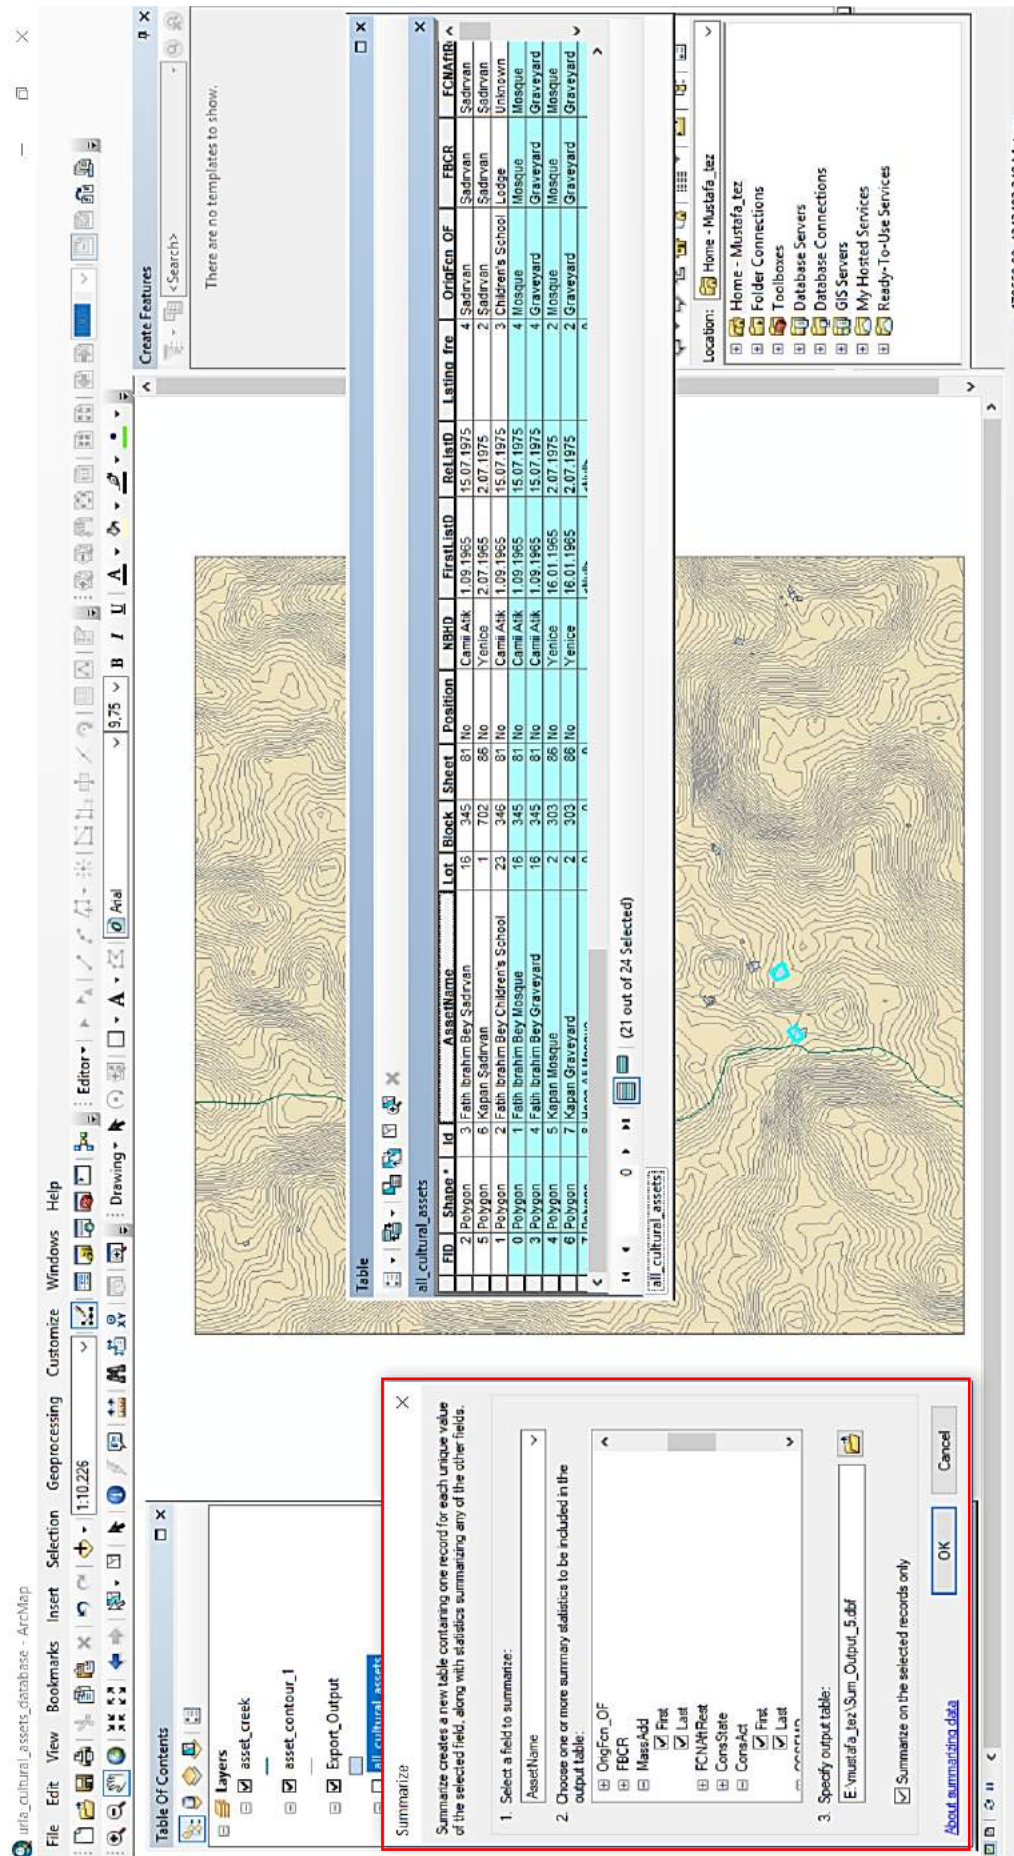 urla_cultural_assets_database - ArcMap
File Edit View Bookmarks Insert Selection Geoprocessing Customize Windows Help
1:10.226
Editor
Drawing
Arial
9,75
B I U A
Table Of Contents
Layers
asset_creek
asset_contour_1
Export_Output
all_cultural_assets
Summarize
Summarize creates a new table containing one record for each unique value
of the selected field, along with statistics summarizing any of the other fields.
1. Select a field to summarize:
AssetName
2. Choose one or more summary statistics to be included in the
output table:
OrigFcn_OF
FBCR
MassAdd
First
Last
FCNAftRest
ConsState
ConsAct
First
Last
3. Specify output table:
E:\mustafa_tez\Sum_Output_5.dbf
Summarize on the selected records only
About summarizing data
OK
Cancel
Table
all_cultural_assets
FID Shape * Id AssetName Lot Block Sheet Position NBHD FirstListD ReListD Lsting fre OrigFcn OF FBCR FCNAftR
2 Polygon 3 Fatih Ibrahim Bey Sadırvan 16 345 81 No Camii Atik 1.09.1965 15.07.1975 4 Sadırvan Sadırvan Sadırvan
5 Polygon 6 Kapan Sadırvan 1 702 86 No Yenice 2.07.1965 2.07.1975 2 Sadırvan Sadırvan Sadırvan
1 Polygon 2 Fatih Ibrahim Bey Children's School 23 346 81 No Camii Atik 1.09.1965 15.07.1975 3 Children's School Lodge Unknown
0 Polygon 1 Fatih Ibrahim Bey Mosque 16 345 81 No Camii Atik 1.09.1965 15.07.1975 4 Mosque Mosque Mosque
3 Polygon 4 Fatih Ibrahim Bey Graveyard 16 345 81 No Camii Atik 1.09.1965 15.07.1975 4 Graveyard Graveyard Graveyard
4 Polygon 5 Kapan Mosque 2 303 86 No Yenice 16.01.1965 2.07.1975 2 Mosque Mosque Mosque
6 Polygon 7 Kapan Graveyard 2 303 86 No Yenice 16.01.1965 2.07.1975 2 Graveyard Graveyard Graveyard
0
(21 out of 24 Selected)
all_cultural_assets
Create Features
<Search>
There are no templates to show.
Location: Home - Mustafa_tez
Home - Mustafa_tez
Folder Connections
Toolboxes
Database Servers
Database Connections
GIS Servers
My Hosted Services
Ready-To-Use Services